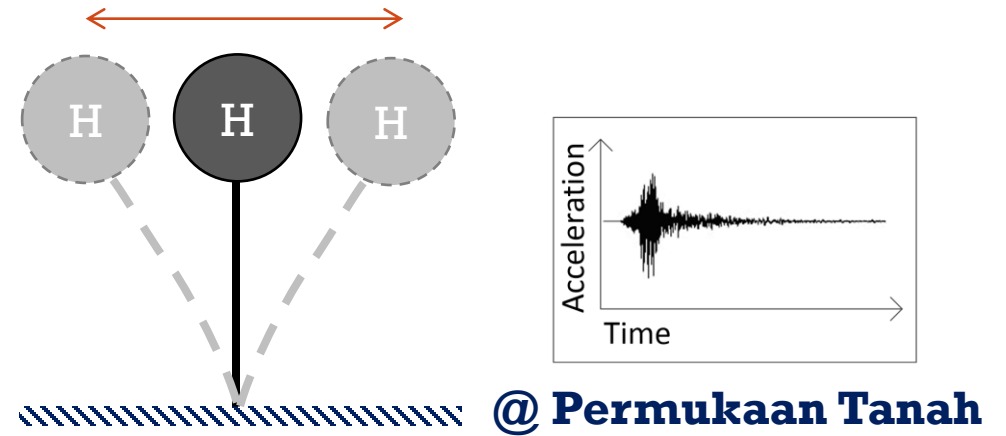 H H H
Acceleration
Time
@ Permukaan Tanah